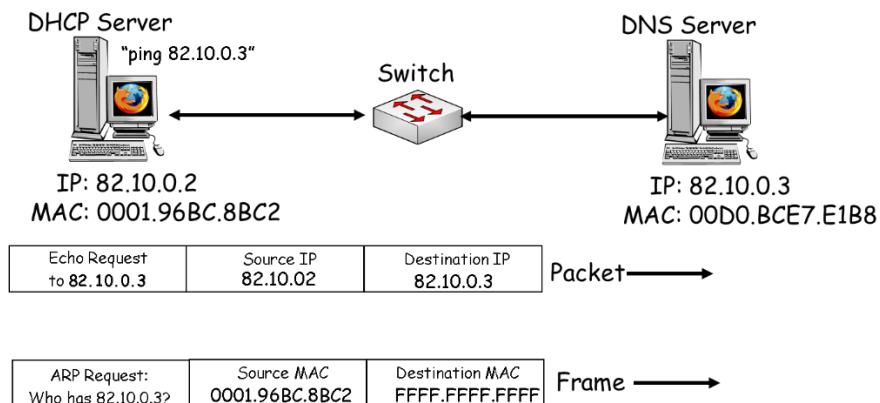 DHCP Server
"ping 82.10.0.3"
Switch
DNS Server
IP: 82.10.0.2
MAC: 0001.96BC.8BC2
IP: 82.10.0.3
MAC: 00D0.BCE7.E1B8
Echo Request
to 82.10.0.3
Source IP
82.10.02
Destination IP
82.10.0.3
Packet
ARP Request:
Who has 82.10.0.3?
Source MAC
0001.96BC.8BC2
Destination MAC
FFFF.FFFF.FFFF
Frame